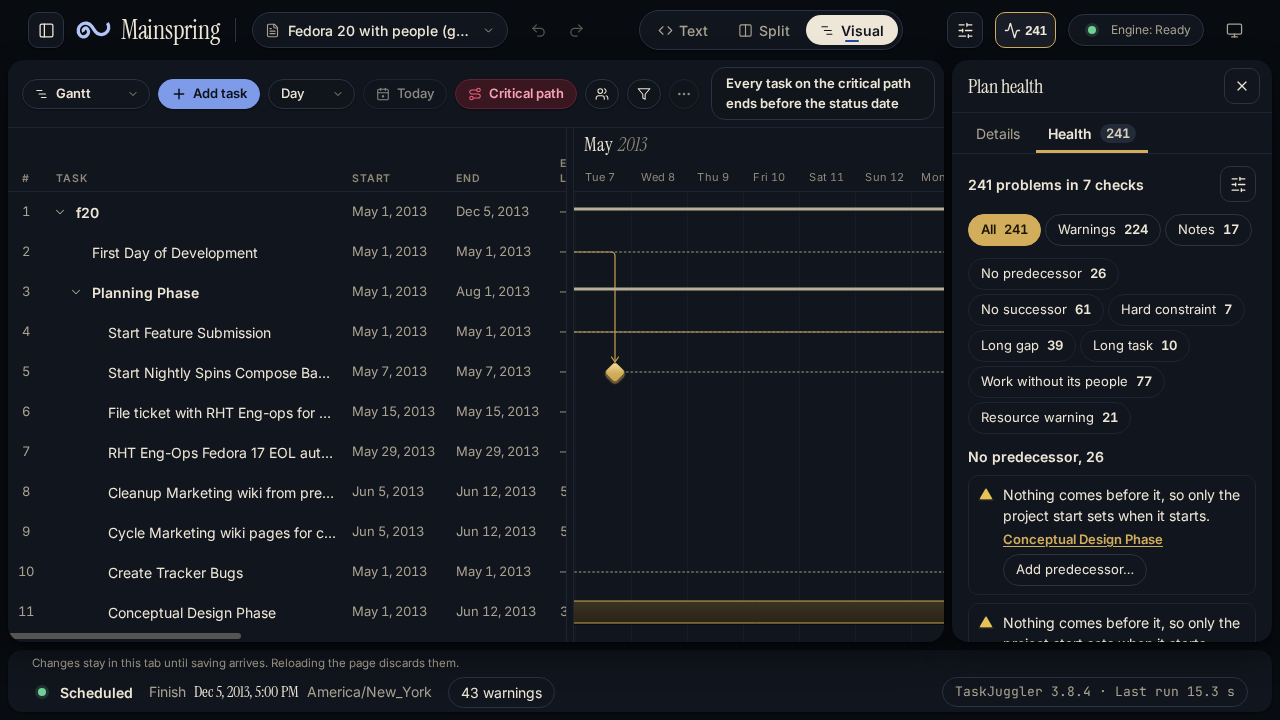 Mainspring
Fedora 20 with people (g...
Text
Split
Visual
241
Engine: Ready
Gantt
Add task
Day
Today
Critical path
Every task on the critical path
ends before the status date
# TASK START END
May 2013
Tue 7 Wed 8 Thu 9 Fri 10 Sat 11 Sun 12 Mon
1 f20 May 1, 2013 Dec 5, 2013 –
2 First Day of Development May 1, 2013 May 1, 2013 –
3 Planning Phase May 1, 2013 Aug 1, 2013 –
4 Start Feature Submission May 1, 2013 May 1, 2013 –
5 Start Nightly Spins Compose Ba... May 7, 2013 May 7, 2013 –
6 File ticket with RHT Eng-ops for ... May 15, 2013 May 15, 2013 –
7 RHT Eng-Ops Fedora 17 EOL aut... May 29, 2013 May 29, 2013 –
8 Cleanup Marketing wiki from pre... Jun 5, 2013 Jun 12, 2013
9 Cycle Marketing wiki pages for c... Jun 5, 2013 Jun 12, 2013
10 Create Tracker Bugs May 1, 2013 May 1, 2013 –
11 Conceptual Design Phase May 1, 2013 Jun 12, 2013
Plan health
Details
Health 241
241 problems in 7 checks
All 241
Warnings 224
Notes 17
No predecessor 26
No successor 61
Hard constraint 7
Long gap 39
Long task 10
Work without its people 77
Resource warning 21
No predecessor, 26
Nothing comes before it, so only the
project start sets when it starts.
Conceptual Design Phase
Add predecessor...
Nothing comes before it, so only the
project start sets when it starts.
Changes stay in this tab until saving arrives. Reloading the page discards them.
Scheduled
Finish Dec 5, 2013, 5:00 PM America/New_York
43 warnings
TaskJuggler 3.8.4 · Last run 15.3 s